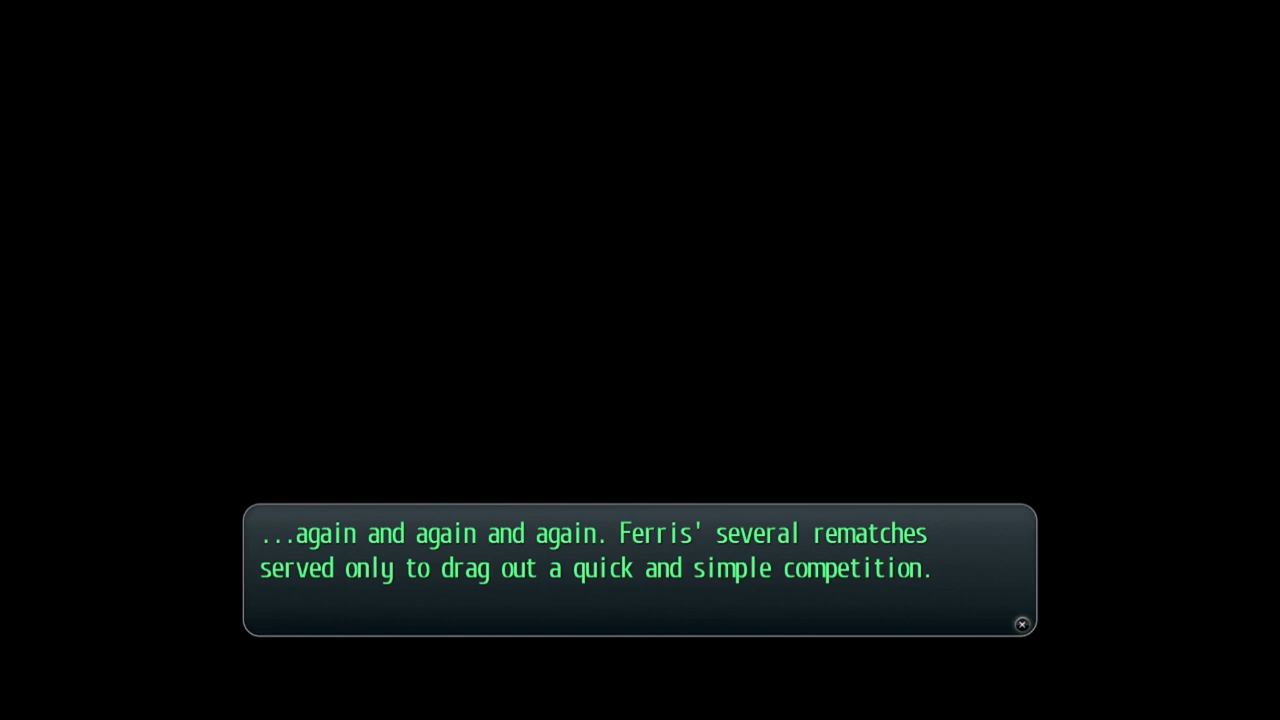 ...again and again and again. Ferris' several rematches
served only to drag out a quick and simple competition.